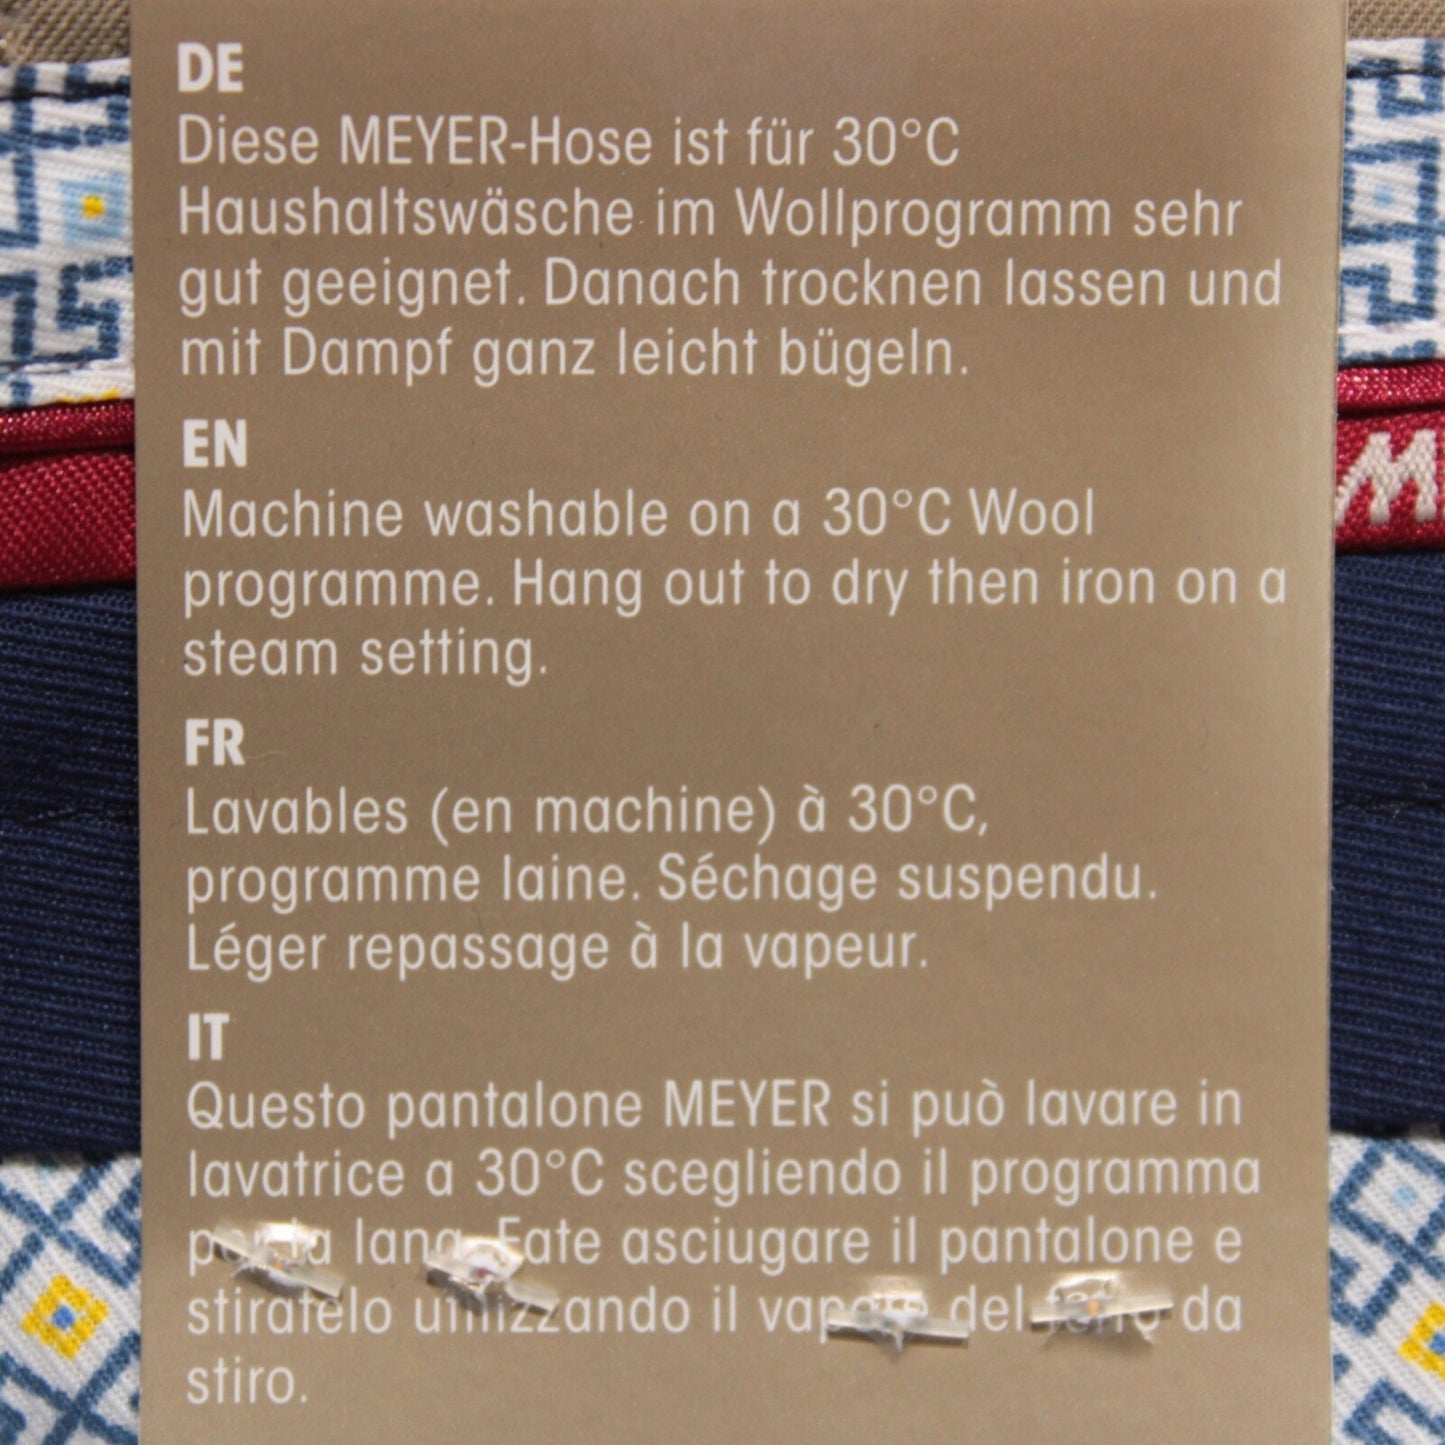 DE
Diese MEYER-Hose ist für 30°C
Haushaltswäsche im Wollprogramm sehr
gut geeignet. Danach trocknen lassen und
mit Dampf ganz leicht bügeln.
EN
Machine washable on a 30°C Wool
programme. Hang out to dry then iron on a
steam setting.
FR
Lavables (en machine) à 30°C,
programme laine. Séchage suspendu.
Léger repassage à la vapeur.
IT
Questo pantalone MEYER si può lavare in
lavatrice a 30°C scegliendo il programma
lana. Fate asciugare il pantalone e
stiratelo utilizzando il vapore del da
stiro.